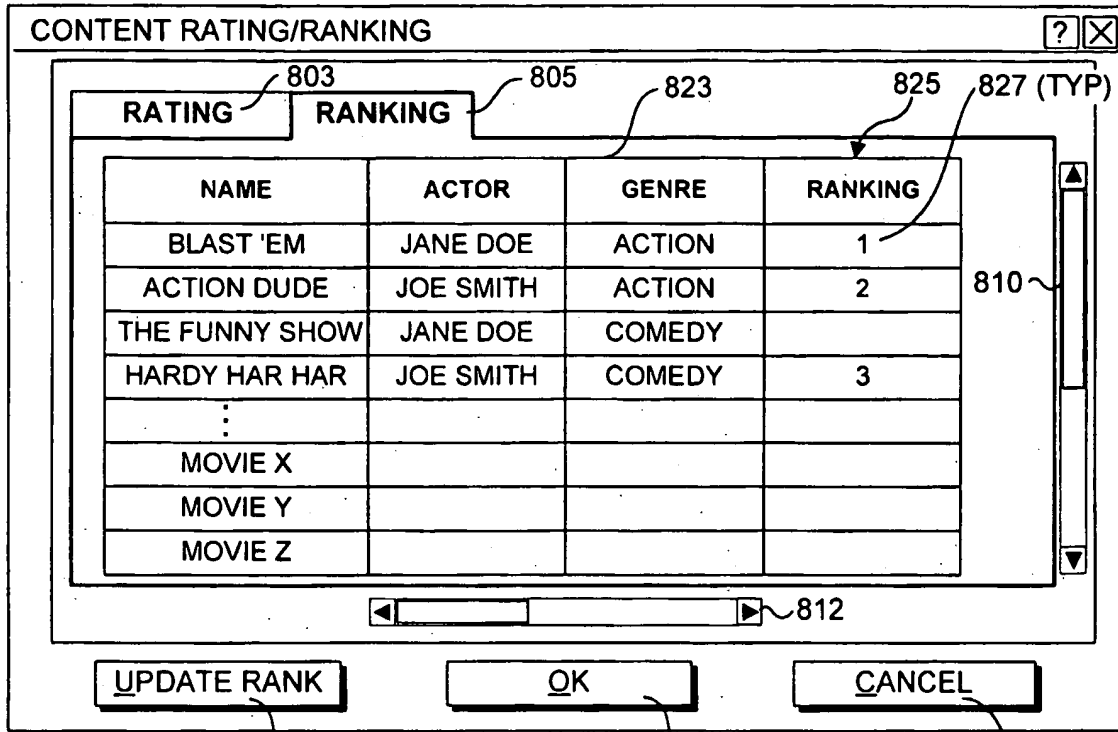 CONTENT RATING/RANKING ? X
803 805 823 825 827 (TYP)
RATING RANKING
NAME ACTOR GENRE RANKING
BLAST 'EM JANE DOE ACTION 1
ACTION DUDE JOE SMITH ACTION 2
810
THE FUNNY SHOW JANE DOE COMEDY
HARDY HAR HAR JOE SMITH COMEDY 3
⋮
MOVIE X
MOVIE Y
MOVIE Z
812
UPDATE RANK OK CANCEL